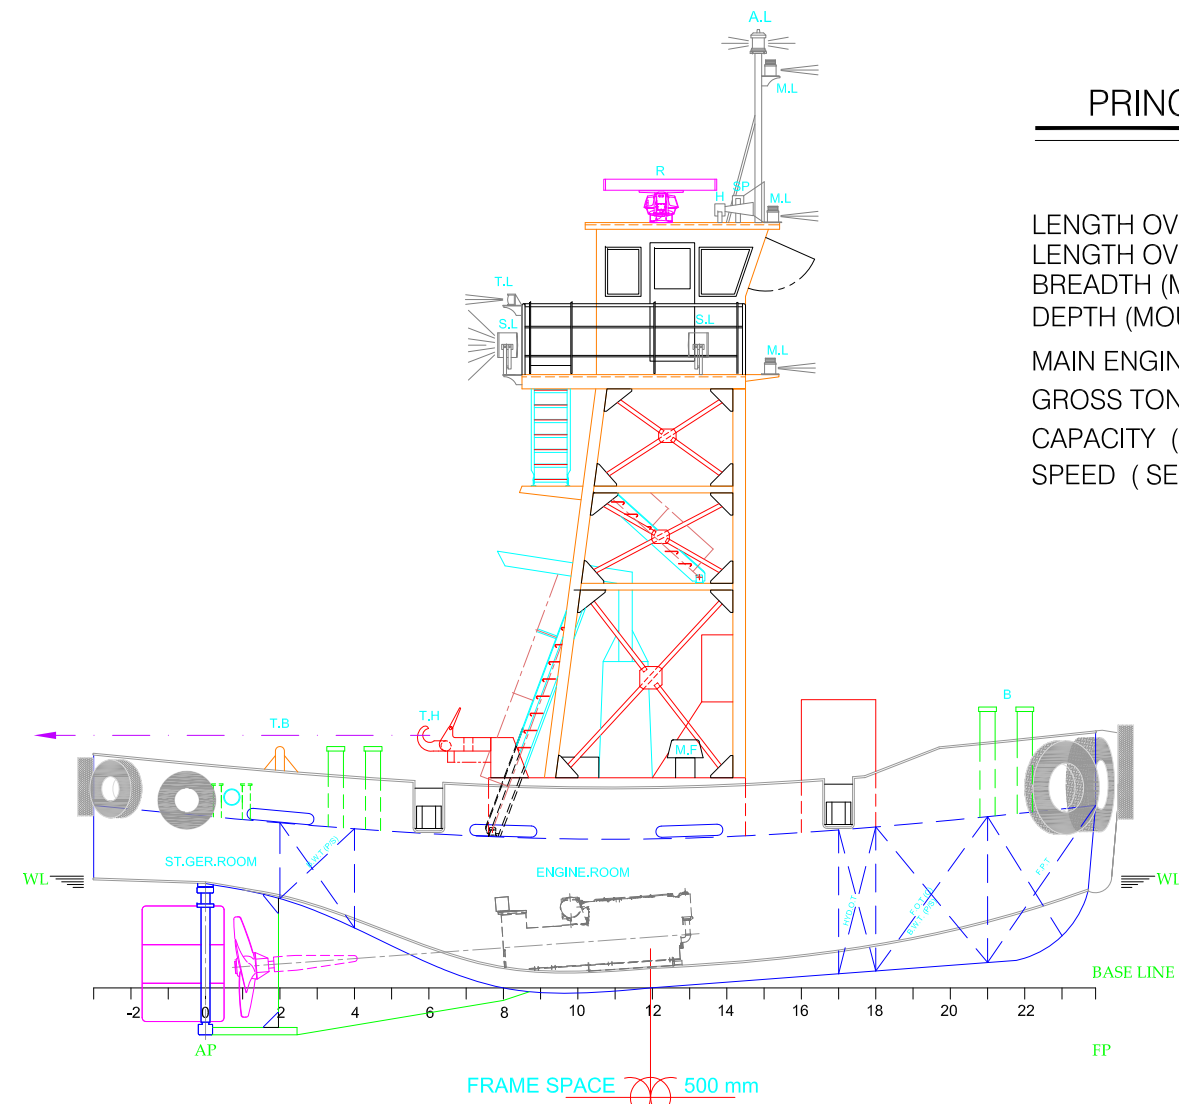 A.L
M.L
PRINC
R
SP
H
M.L
LENGTH OV
LENGTH OV
BREADTH (M
DEPTH (MOU
T.L
S.L
S.L
M.L
MAIN ENGIN
GROSS TON
CAPACITY (
SPEED ( SE
T.B
T.H
M.F
B
ST.GER.ROOM
ENGINE.ROOM
F.P.T
WL
WL
BASE LINE
-2 0 2 4 6 8 10 12 14 16 18 20 22
AP
FP
FRAME SPACE 500 mm